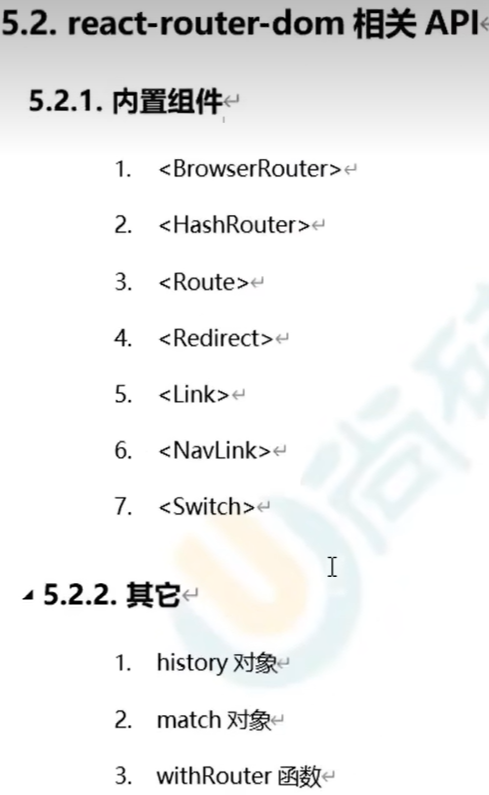 5.2. react-router-dom 相关 API
5.2.1. 内置组件
1. <BrowserRouter>
2. <HashRouter>
3. <Route>
4. <Redirect>
5. <Link>
6. <NavLink>
7. <Switch>
5.2.2. 其它
1. history 对象
2. match 对象
3. withRouter 函数